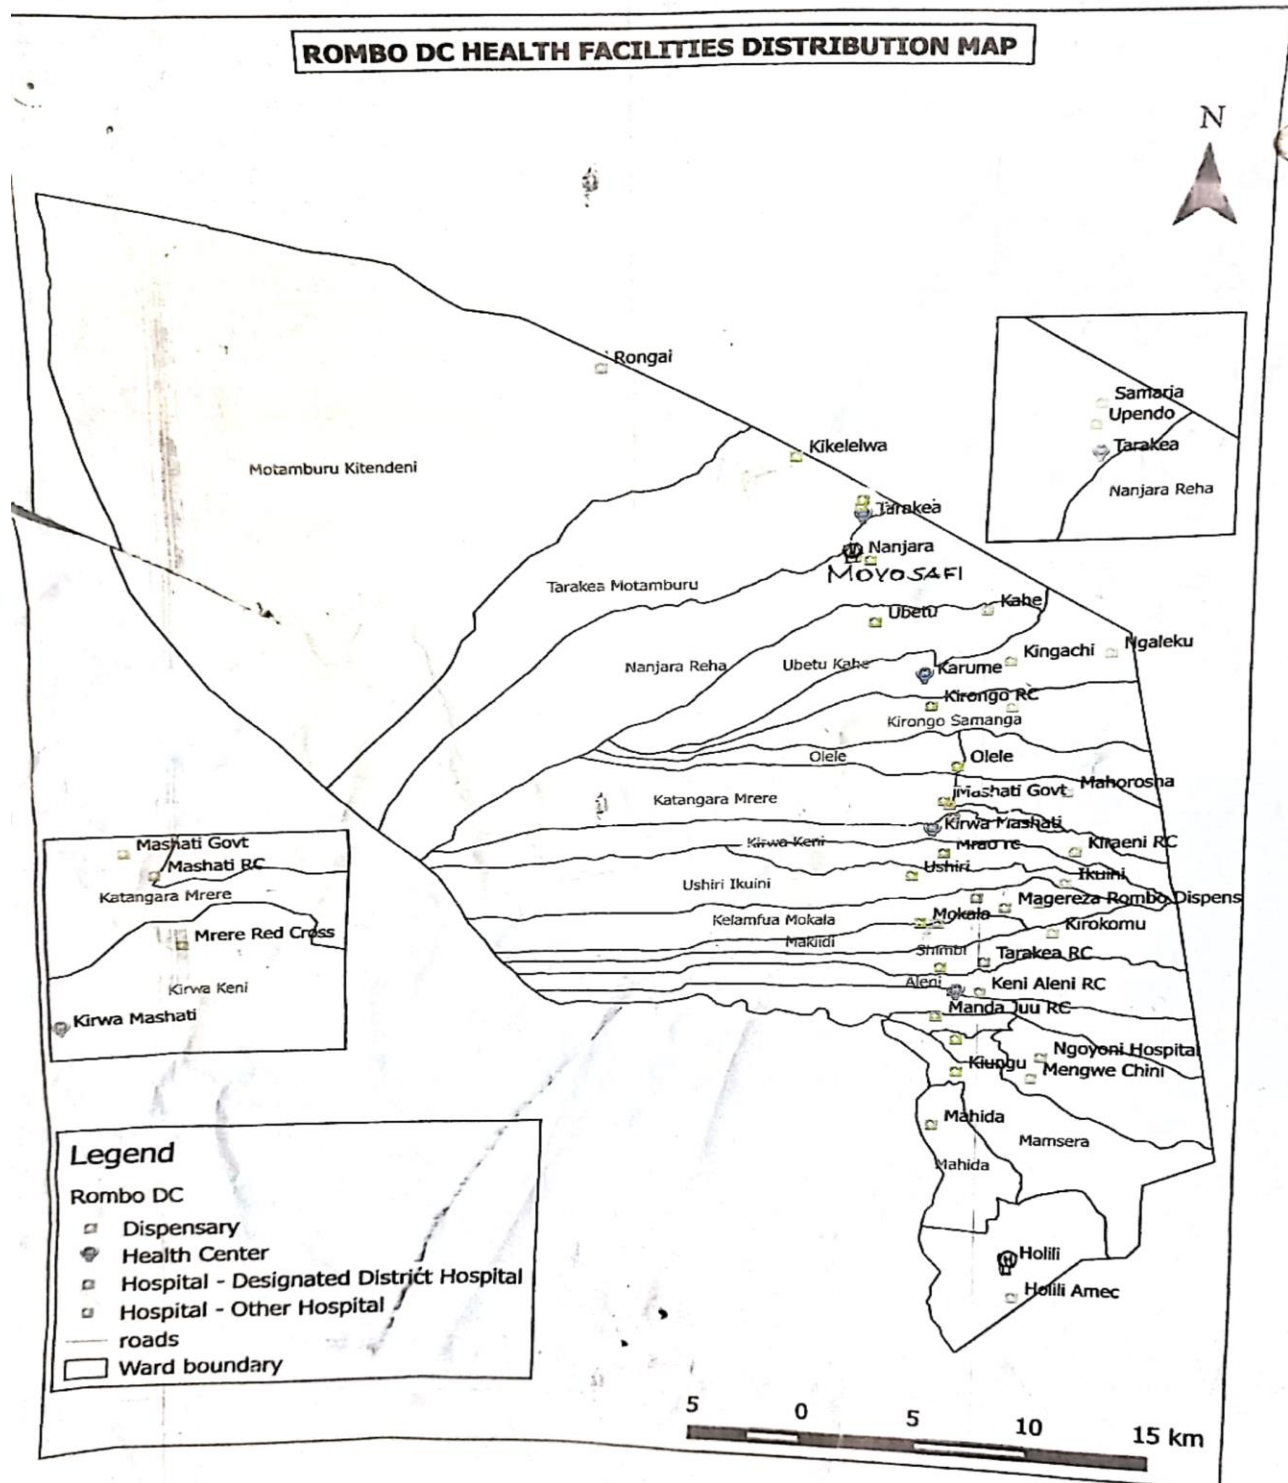 ROMBO DC HEALTH FACILITIES DISTRIBUTION MAP
N
Rongai
Motamburu Kitendeni
Kikelelwa
Tarakea
Nanjara
MOYO SAFI
Tarakea Motamburu
Samaria
Upendo
Tarakea
Nanjara Reha
Kahe
Ubetu
Nanjara Reha
Ubetu Kahe
Karume
Kingachi
Ngaleku
Kirongo RC
Kirongo Samanga
Olele
Olele
Katangara Mrere
Mashati Govt
Mahorosha
Kirwa Mashati
Kirwa Keni
Kiraeni RC
Ushiri
Ushiri Ikuini
Ikuini
Magereza Rombo Dispens
Kelamfua Mokala
Mokala
Kirokomu
Makiidi
Shimbi
Tarakea RC
Aleni
Keni Aleni RC
Manda Juu RC
Ngoyoni Hospital
Kiungu
Mengwe Chini
Mahida
Mamsera
Mahida
Holili
Holili Amec
Mashati Govt
Mashati RC
Katangara Mrere
Mrere Red Cross
Kirwa Keni
Kirwa Mashati
Legend
Rombo DC
Dispensary
Health Center
Hospital - Designated District Hospital
Hospital - Other Hospital
roads
Ward boundary
5 0 5 10 15 km